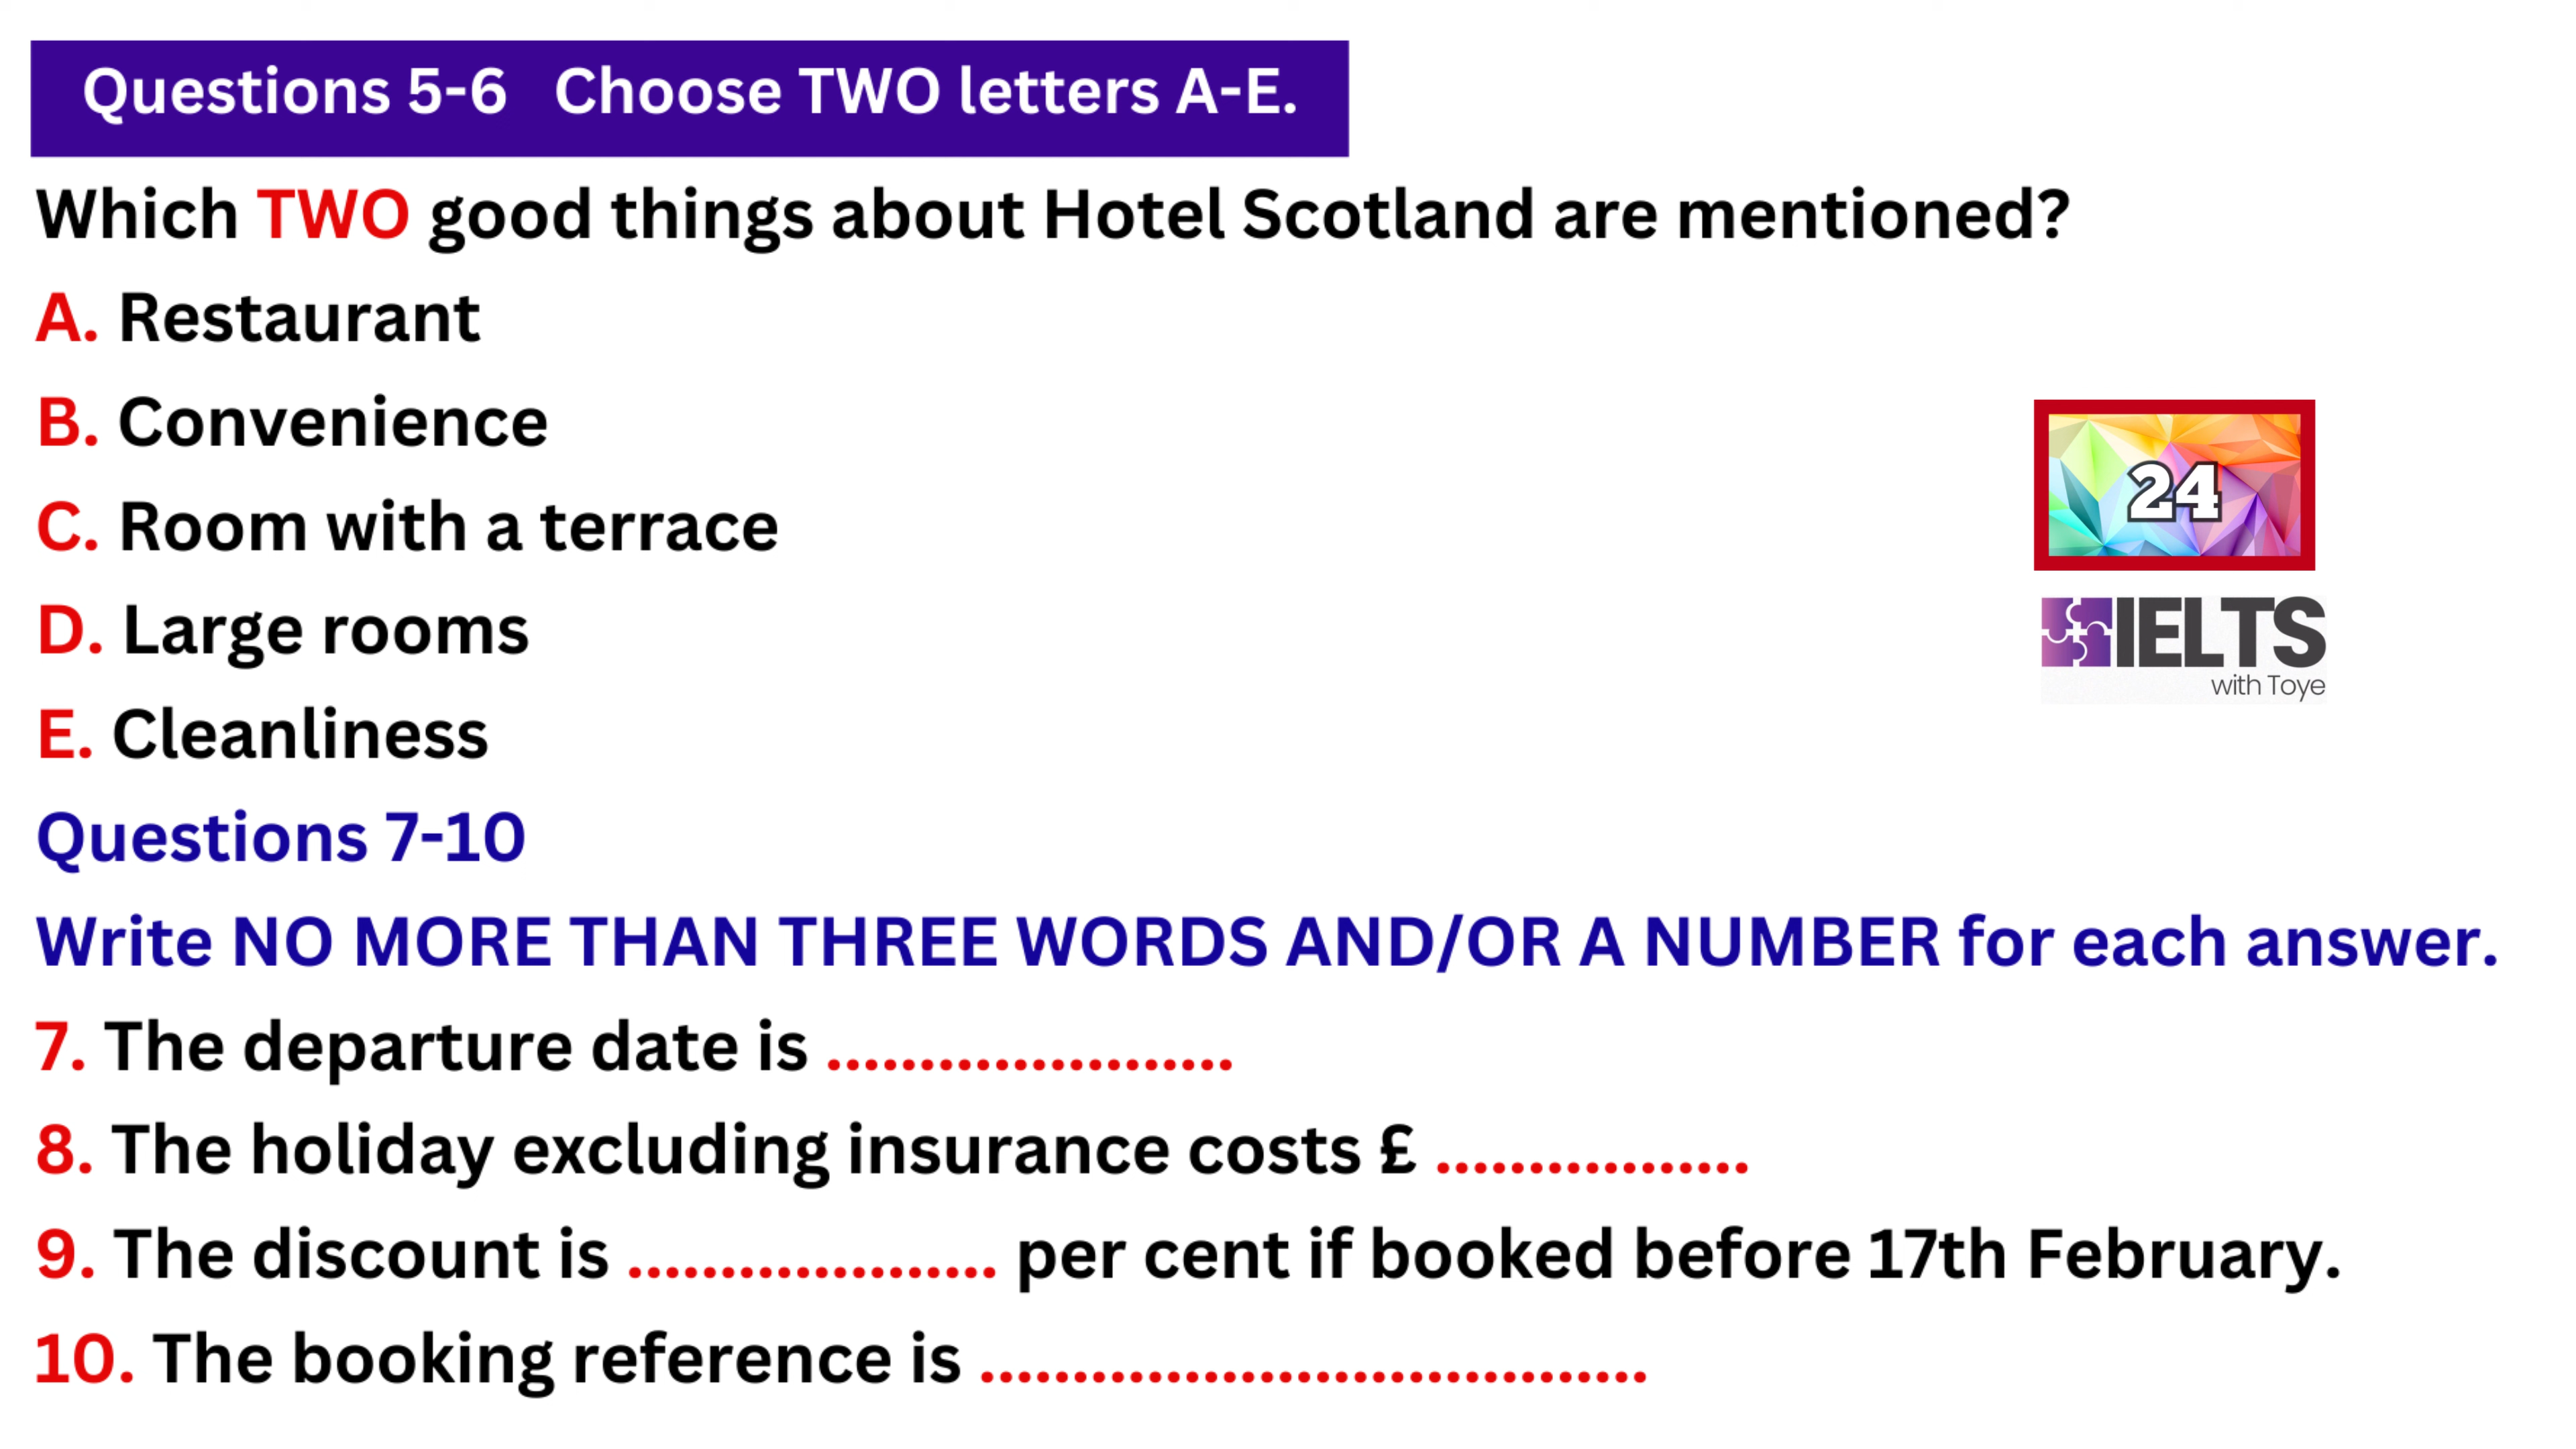 Questions 5-6 Choose TWO letters A-E.
Which TWO good things about Hotel Scotland are mentioned?
A. Restaurant
B. Convenience
C. Room with a terrace
D. Large rooms
E. Cleanliness
24
IELTS
with Toye
Questions 7-10
Write NO MORE THAN THREE WORDS AND/OR A NUMBER for each answer.
7. The departure date is ......................
8. The holiday excluding insurance costs £ .................
9. The discount is .................... per cent if booked before 17th February.
10. The booking reference is ....................................